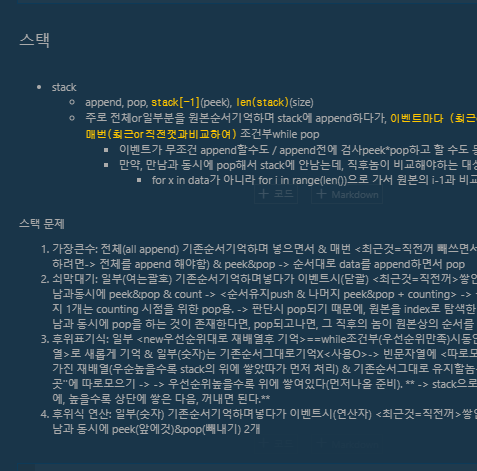 스택
stack
append, pop, stack[-1](peek), len(stack)(size)
주로 전체or일부분을 원본순서기억하며 stack에 append하다가, 이벤트마다 (최근o
매번(최근or직전껏과비교하여) 조건부while pop
이벤트가 무조건 append할수도 / append전에 검사peek*pop하고 할 수도 있
만약, 만남과 동시에 pop해서 stack에 안남는데, 직후놈이 비교해야하는 대상
for x in data가 아니라 for i in range(len())으로 가서 원본의 i-1과 비교
코드 Markdown
스택 문제
1. 가장큰수: 전체(all append) 기존순서기억하며 넣으면서 & 매번 <최근것=직전꺼 빼쓰면서
하려면-> 전체를 append 해야함) & peek&pop -> 순서대로 data를 append하면서 pop
2. 쇠막대기: 일부(여는괄호) 기존순서기억하며넣다가 이벤트시(닫괄) <최근것=직전꺼>쌓인
남과동시에 peek&pop & count -> <순서유지push & 나머지 peek&pop + counting> ->
지 1개는 counting 시점을 위한 pop용. -> 판단시 pop되기 때문에, 원본을 index로 탐색한
남과 동시에 pop을 하는 것이 존재한다면, pop되고나면, 그 직후의 놈이 원본상의 순서를
3. 후위표기식: 일부 <new우선순위대로 재배열후 기억>==while조건부(우선순위만족)시동안
열>로 새롭게 기억 & 일부(숫자)는 기존순서그대로기억X<사용O>-> 빈문자열에 <따로모
가진 재배열(우순높을수록 stack의 위에 쌓았따가 먼저 처리) & 기존순서그대로 유지할놈
곳"에 따로모으기 -> -> 우선순위높을수록 위에 쌓여있다(먼저나올 준비). ** -> stack으로
에, 높을수록 상단에 쌓은 다음, 꺼내면 된다.**
4. 후위식 연산: 일부(숫자) 기존순서기억하며넣다가 이벤트시(연산자) <최근것=직전꺼>쌓인
남과 동시에 peek(앞에것)&pop(빼내기) 2개